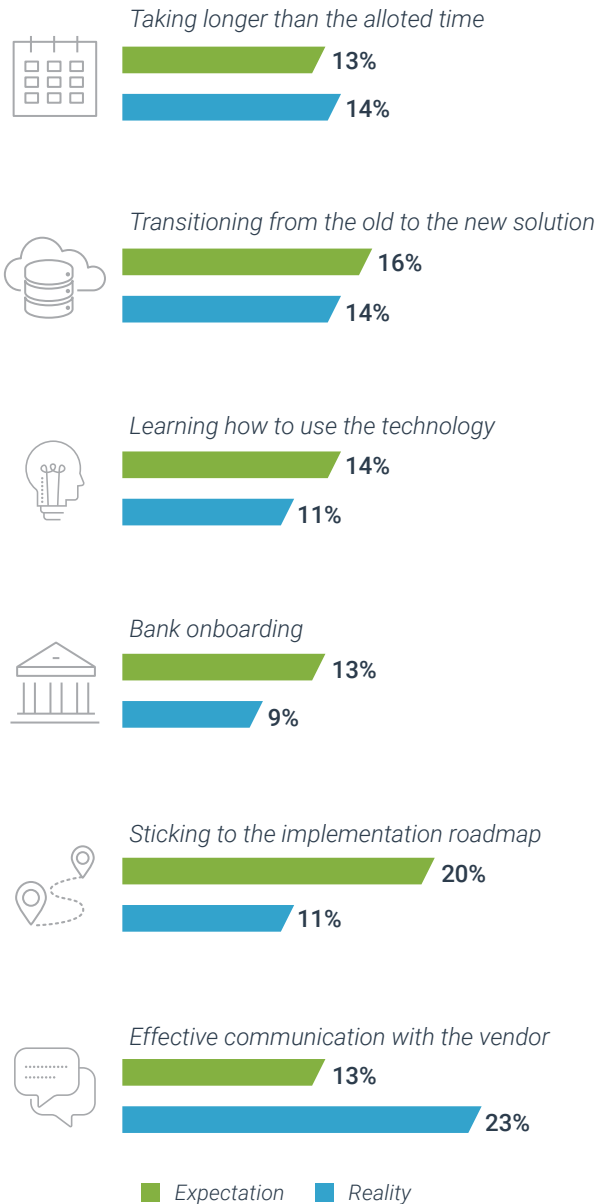 Taking longer than the alloted time
13%
14%
Transitioning from the old to the new solution
16%
14%
Learning how to use the technology
14%
11%
Bank onboarding
13%
9%
Sticking to the implementation roadmap
20%
11%
Effective communication with the vendor
13%
23%
Expectation Reality